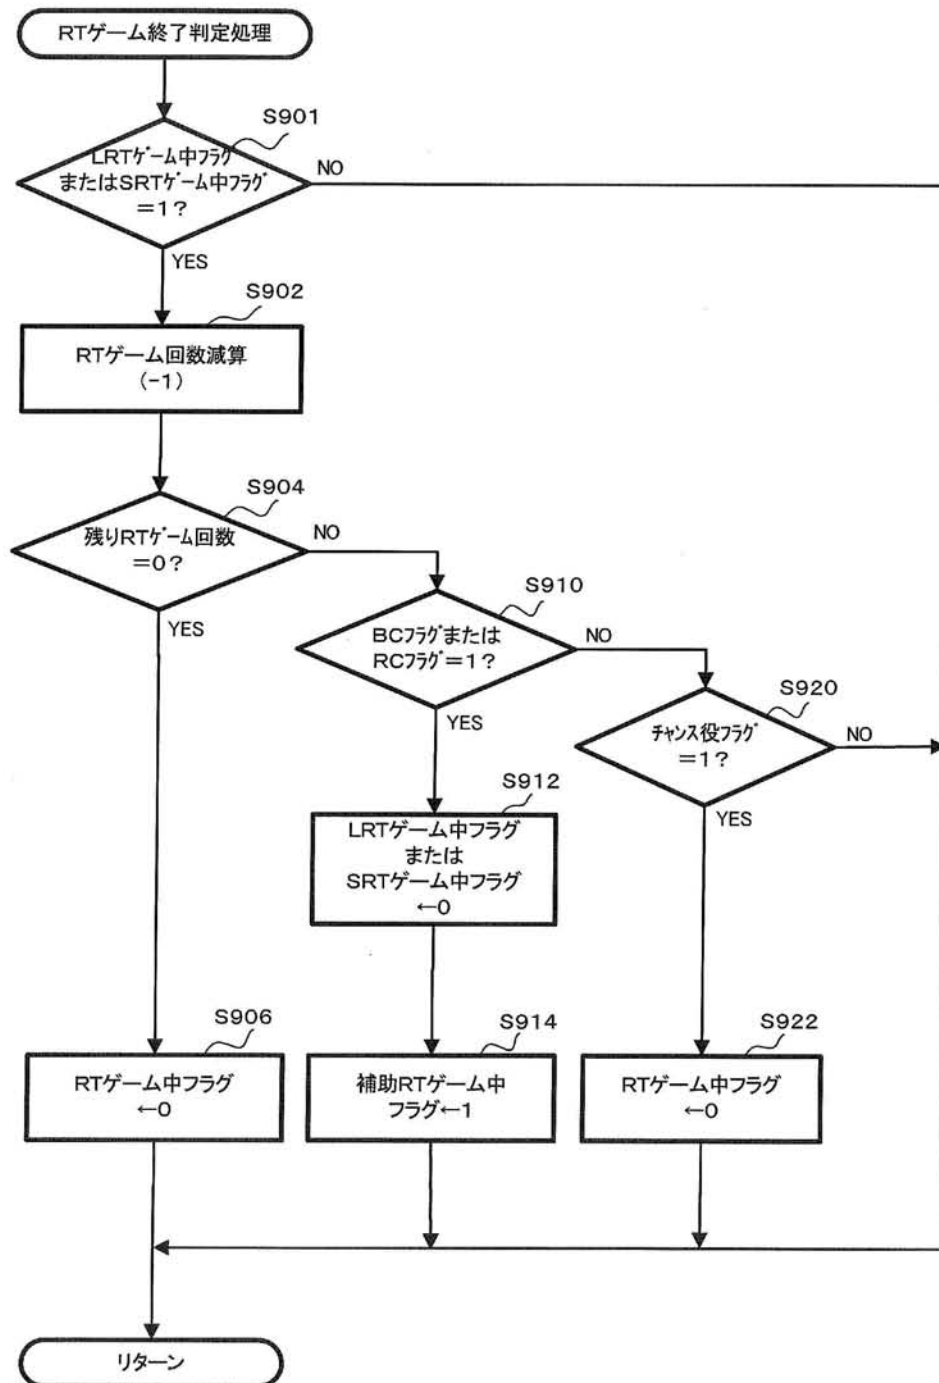 RTゲーム終了判定処理
S901
LRTゲーム中フラグ
またはSRTゲーム中フラグ
=1?
NO
YES
S902
RTゲーム回数減算
(-1)
S904
残りRTゲーム回数
=0?
NO
YES
S910
BCフラグまたは
RCフラグ=1?
NO
YES
S920
チャンス役フラグ
=1?
NO
YES
S912
LRTゲーム中フラグ
または
SRTゲーム中フラグ
←0
S906
RTゲーム中フラグ
←0
S914
補助RTゲーム中
フラグ←1
S922
RTゲーム中フラグ
←0
リターン